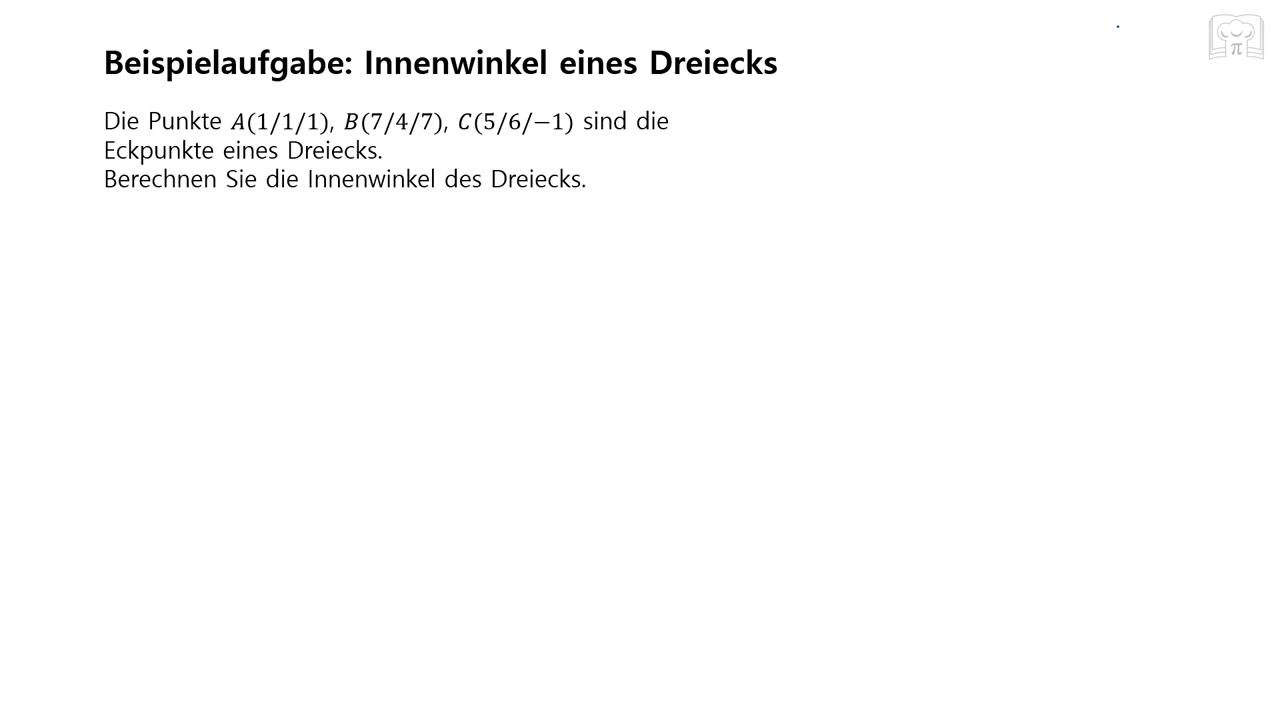 Beispielaufgabe: Innenwinkel eines Dreiecks
Die Punkte A(1/1/1), B(7/4/7), C(5/6/−1) sind die
Eckpunkte eines Dreiecks.
Berechnen Sie die Innenwinkel des Dreiecks.
π